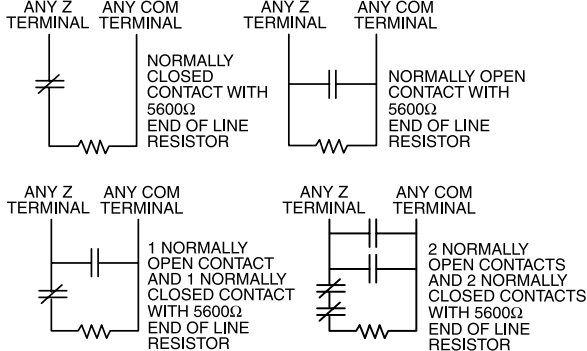 ANY Z
TERMINAL
ANY COM
TERMINAL
NORMALLY
CLOSED
CONTACT WITH
5600Ω
END OF LINE
RESISTOR
ANY Z
TERMINAL
ANY COM
TERMINAL
NORMALLY OPEN
CONTACT WITH
5600Ω
END OF LINE
RESISTOR
ANY Z
TERMINAL
ANY COM
TERMINAL
1 NORMALLY
OPEN CONTACT
AND 1 NORMALLY
CLOSED CONTACT
WITH 5600Ω
END OF LINE
RESISTOR
ANY Z
TERMINAL
ANY COM
TERMINAL
2 NORMALLY
OPEN CONTACTS
AND 2 NORMALLY
CLOSED CONTACTS
WITH 5600Ω
END OF LINE
RESISTOR